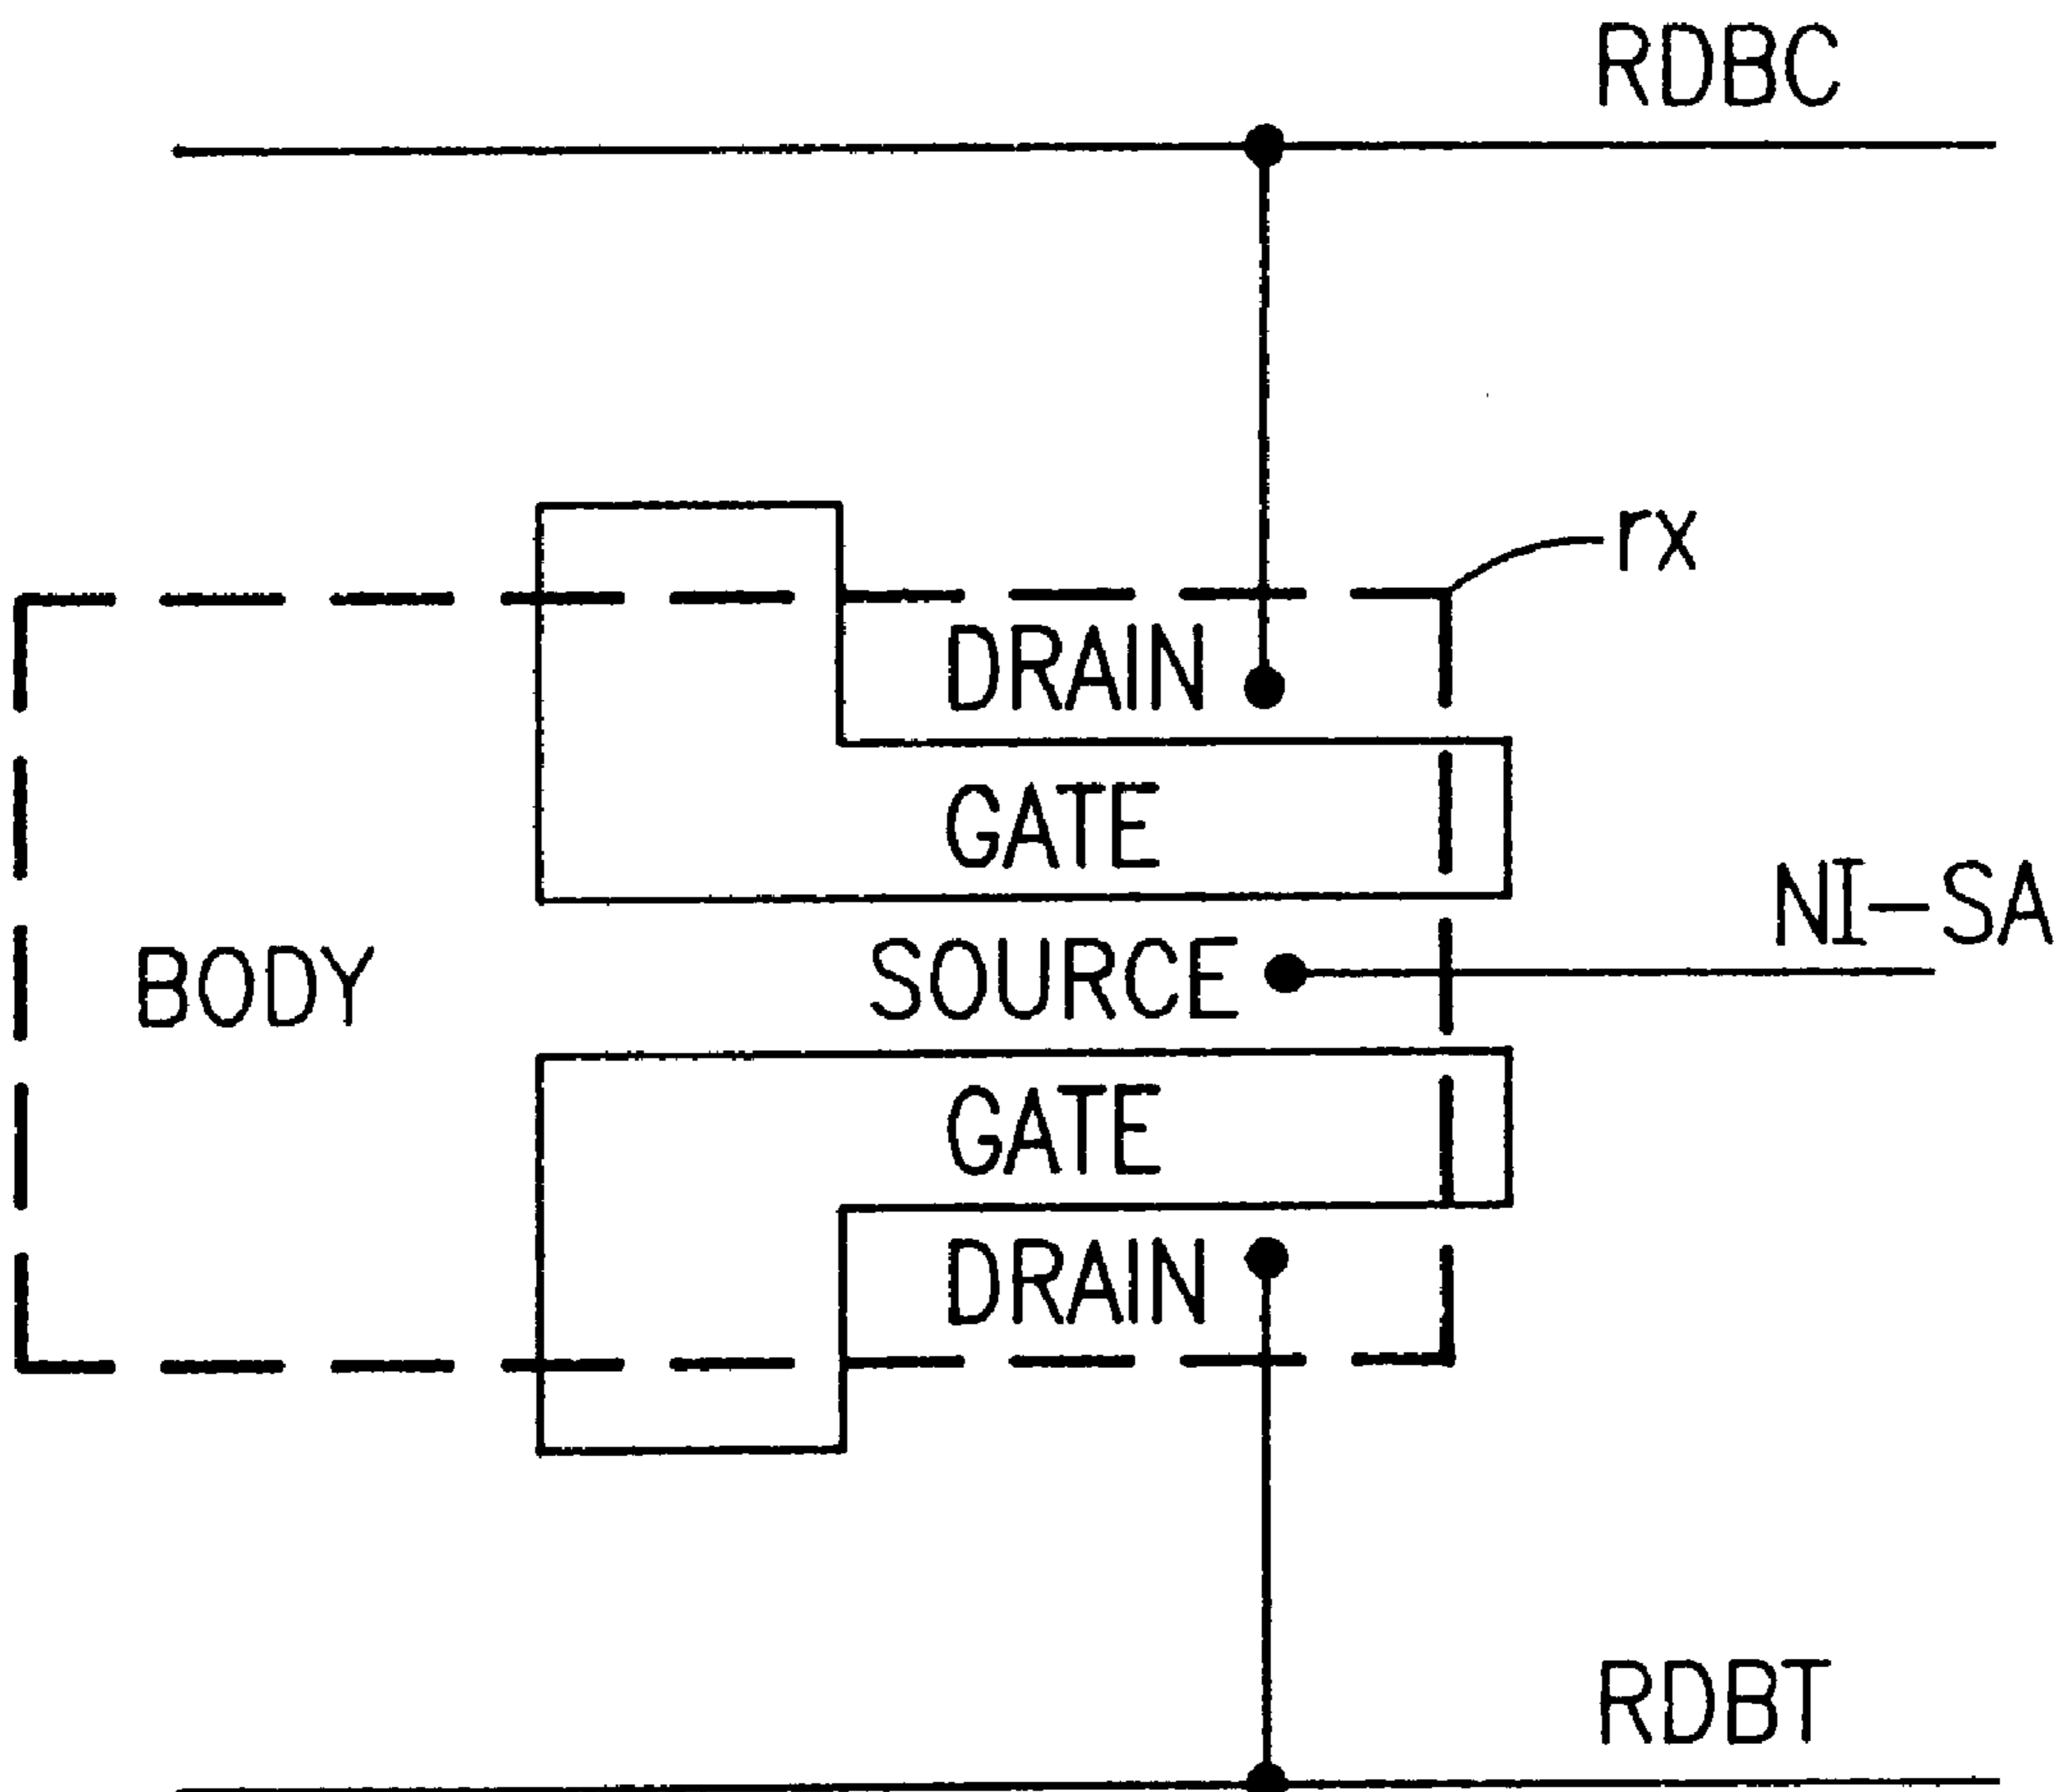 RDBC
rx
DRAIN
GATE
NI-SA
BODY
SOURCE
GATE
DRAIN
RDBT